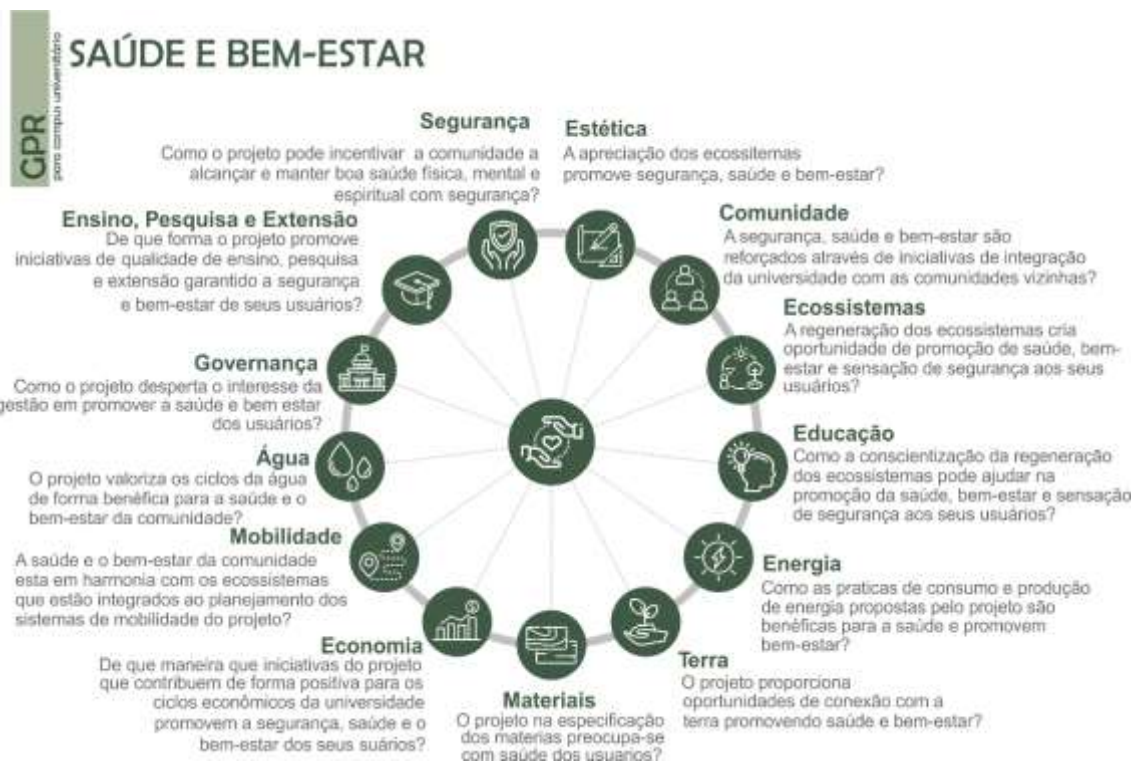 GPR
para campus universitário
SAÚDE E BEM-ESTAR
Segurança
Como o projeto pode incentivar a comunidade a
alcançar e manter boa saúde física, mental e
espiritual com segurança?
Estética
A apreciação dos ecossitemas
promove segurança, saúde e bem-estar?
Comunidade
A segurança, saúde e bem-estar são
reforçados através de iniciativas de integração
da universidade com as comunidades vizinhas?
Ecossistemas
A regeneração dos ecossistemas cria
oportunidade de promoção de saúde, bem-
estar e sensação de segurança aos seus
usuários?
Educação
Como a conscientização da regeneração
dos ecossistemas pode ajudar na
promoção da saúde, bem-estar e sensação
de segurança aos seus usuários?
Energia
Como as praticas de consumo e produção
de energia propostas pelo projeto são
benéficas para a saúde e promovem
bem-estar?
Terra
O projeto proporciona
oportunidades de conexão com a
terra promovendo saúde e bem-estar?
Materiais
O projeto na especificação
dos materias preocupa-se
com saúde dos usuarios?
Economia
De que maneira que iniciativas do projeto
que contribuem de forma positiva para os
ciclos econômicos da universidade
promovem a segurança, saúde e o
bem-estar dos seus suários?
Mobilidade
A saúde e o bem-estar da comunidade
esta em harmonia com os ecossistemas
que estão integrados ao planejamento dos
sistemas de mobilidade do projeto?
Água
O projeto valoriza os ciclos da água
de forma benéfica para a saúde e o
bem-estar da comunidade?
Governança
Como o projeto desperta o interesse da
gestão em promover a saúde e bem estar
dos usuários?
Ensino, Pesquisa e Extensão
De que forma o projeto promove
iniciativas de qualidade de ensino, pesquisa
e extensão garantido a segurança
e bem-estar de seus usuários?